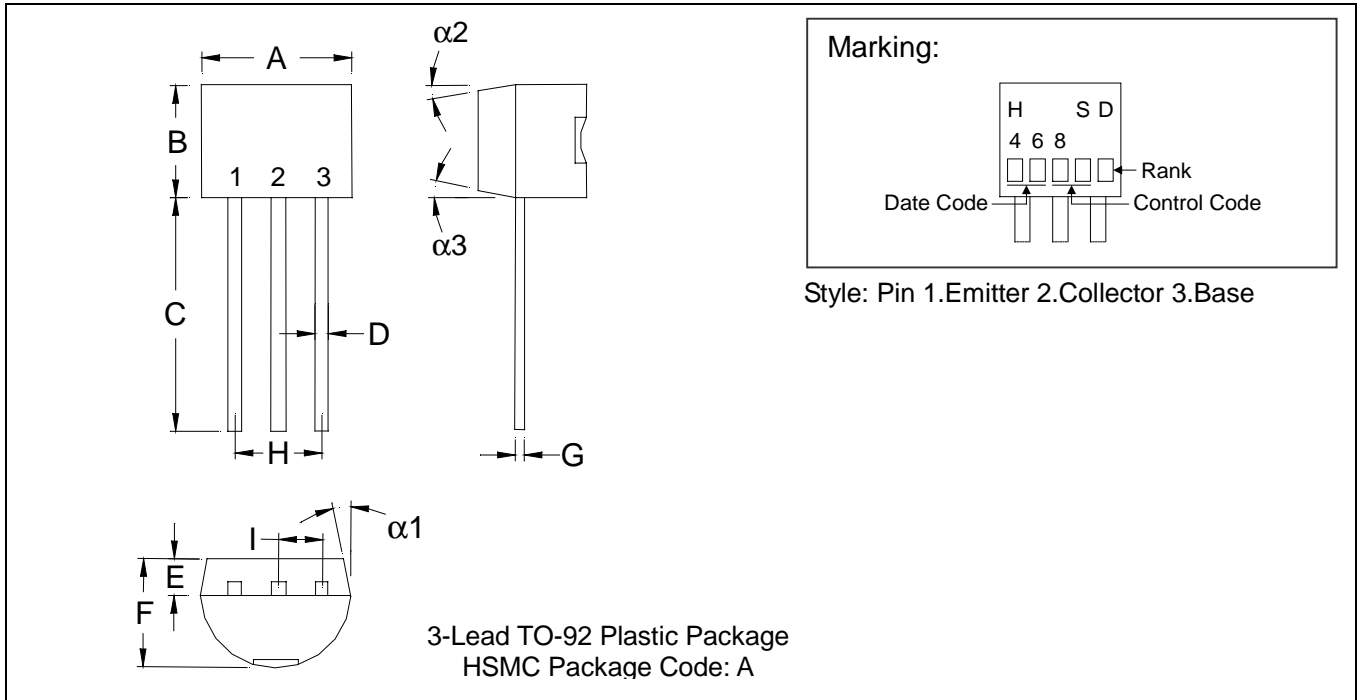 α2
A
B
1 2 3
α3
C
D
H
G
α1
I
E
F
3-Lead TO-92 Plastic Package
HSMC Package Code: A
Marking:
H S D
4 6 8
Rank
Date Code
Control Code
Style: Pin 1.Emitter 2.Collector 3.Base